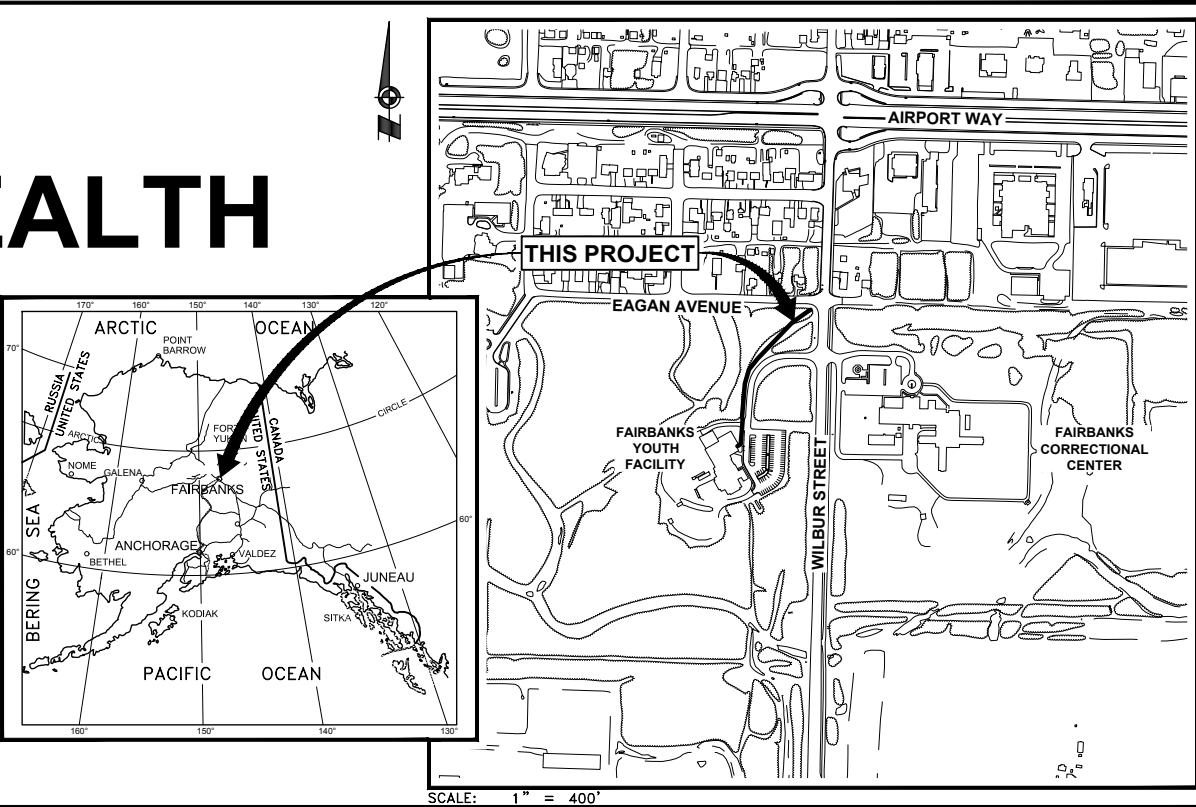 EALTH
N
AIRPORT WAY
THIS PROJECT
EAGAN AVENUE
FAIRBANKS
YOUTH
FACILITY
WILBUR STREET
FAIRBANKS
CORRECTIONAL
CENTER
170° 160° 150° 140° 130° 120°
ARCTIC OCEAN
POINT
BARROW
70°
RUSSIA
UNITED STATES
ARCTIC
CIRCLE
FORT
YUKON
UNITED STATES
CANADA
NOME
GALENA
FAIRBANKS
60°
BERING SEA
60°
ANCHORAGE
VALDEZ
BETHEL
JUNEAU
KODIAK
SITKA
PACIFIC OCEAN
160° 150° 140° 130°
SCALE: 1" = 400'